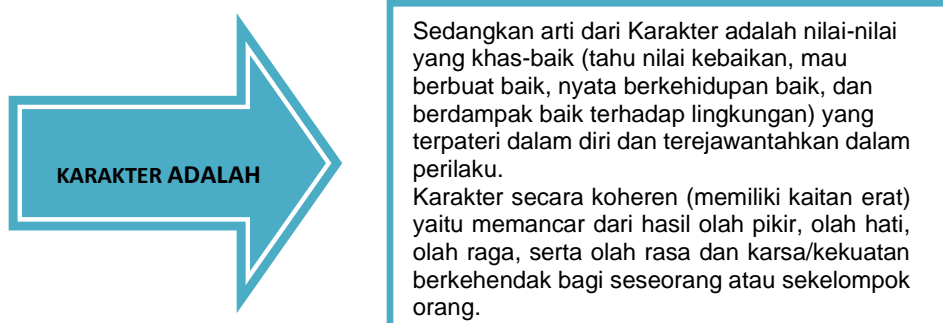 KARAKTER ADALAH
Sedangkan arti dari Karakter adalah nilai-nilai
yang khas-baik (tahu nilai kebaikan, mau
berbuat baik, nyata berkehidupan baik, dan
berdampak baik terhadap lingkungan) yang
terpateri dalam diri dan terejawantahkan dalam
perilaku.
Karakter secara koheren (memiliki kaitan erat)
yaitu memancar dari hasil olah pikir, olah hati,
olah raga, serta olah rasa dan karsa/kekuatan
berkehendak bagi seseorang atau sekelompok
orang.